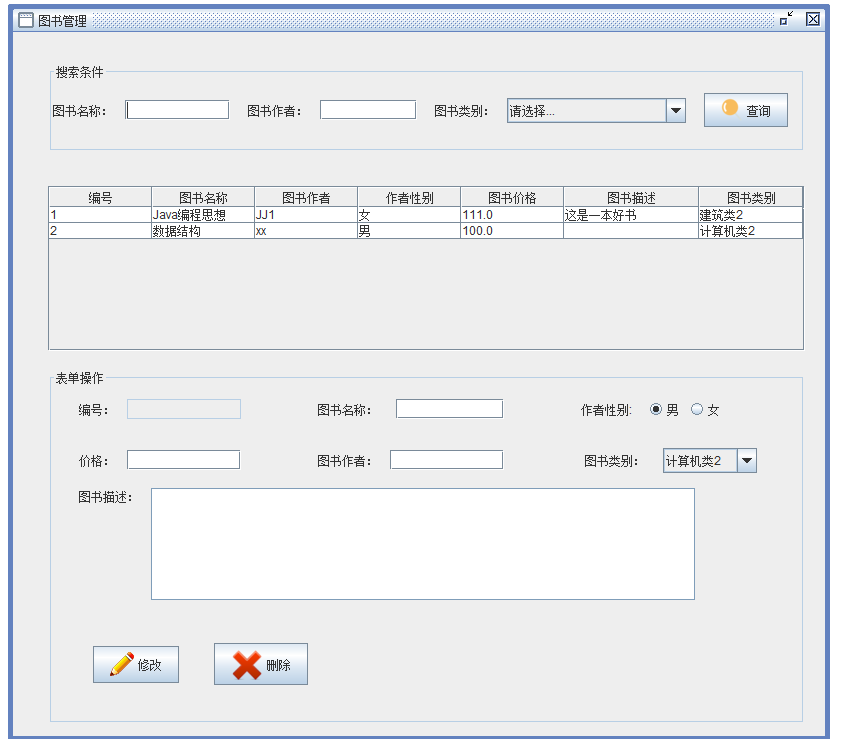 图书管理
搜索条件
图书名称： 图书作者： 图书类别： 请选择... 查询
编号 图书名称 图书作者 作者性别 图书价格 图书描述 图书类别
1 Java编程思想 JJ1 女 111.0 这是一本好书 建筑类2
2 数据结构 xx 男 100.0 计算机类2
表单操作
编号： 图书名称： 作者性别: 男 女
价格： 图书作者： 图书类别： 计算机类2
图书描述：
修改 删除